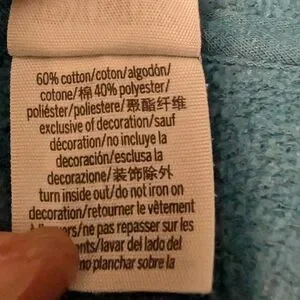 60% cotton/coton/algodón/
cotone/棉 40% polyester/
poliéster/poliestere/聚酯纤维
exclusive of decoration/sauf
décoration/no incluye la
decoración/esclusa la
decorazione/装饰除外
turn inside out/do not iron on
decoration/retourner le vêtement
/ne pas repasser sur
/lavar del lado del
planchar sobre la